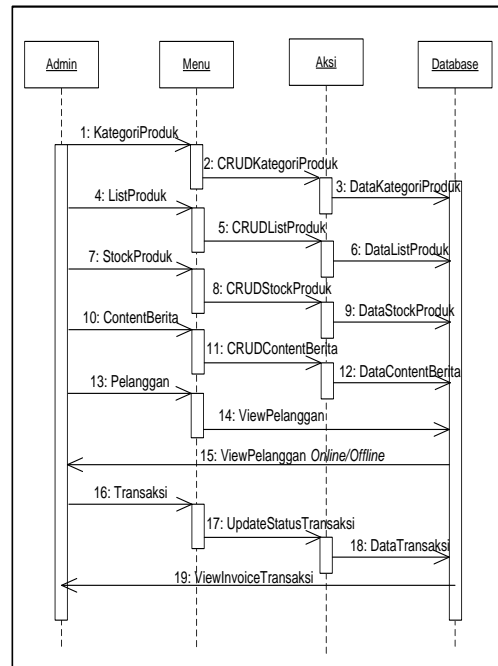 Admin
Menu
Aksi
Database
1: KategoriProduk
2: CRUDKategoriProduk
3: DataKategoriProduk
4: ListProduk
5: CRUDListProduk
6: DataListProduk
7: StockProduk
8: CRUDStockProduk
9: DataStockProduk
10: ContentBerita
11: CRUDContentBerita
12: DataContentBerita
13: Pelanggan
14: ViewPelanggan
15: ViewPelanggan Online/Offline
16: Transaksi
17: UpdateStatusTransaksi
18: DataTransaksi
19: ViewInvoiceTransaksi